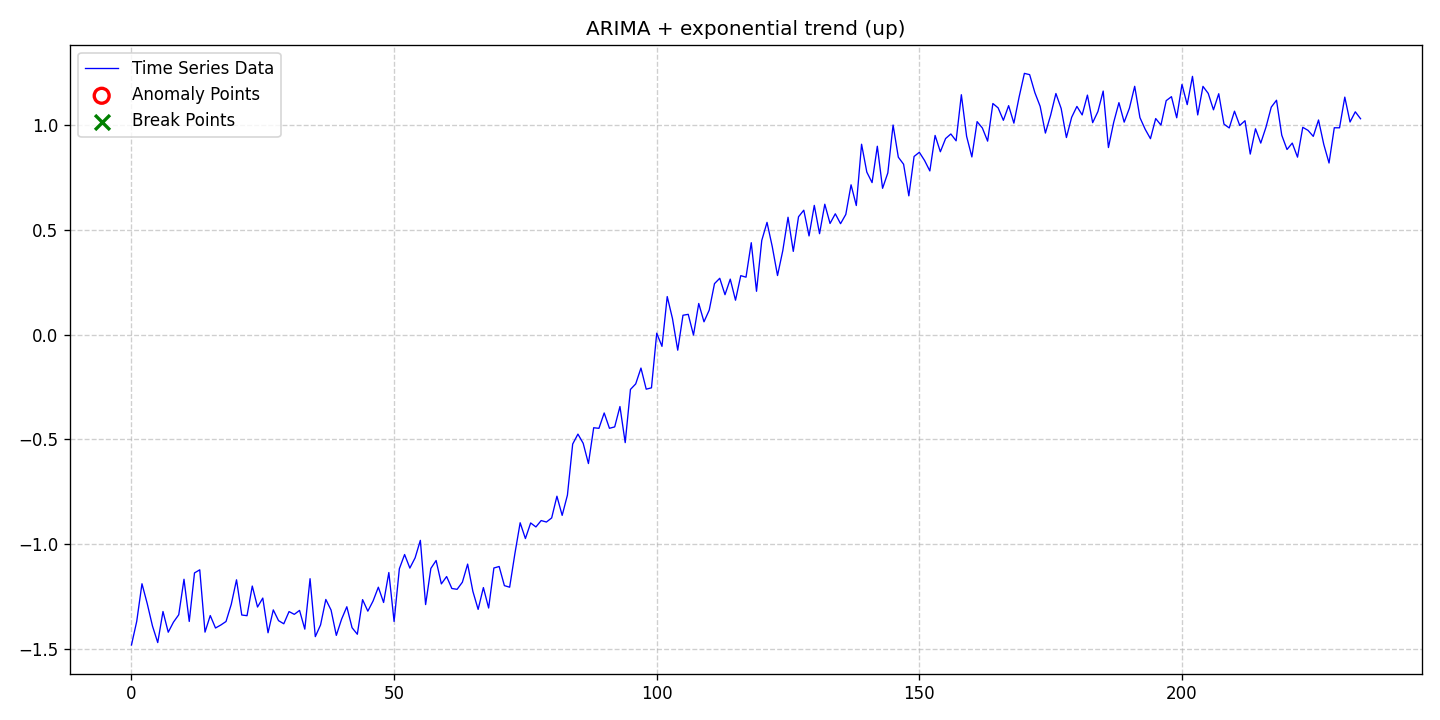 ARIMA + exponential trend (up)
Time Series Data
Anomaly Points
Break Points
1.0
0.5
0.0
−0.5
−1.0
−1.5
0 50 100 150 200